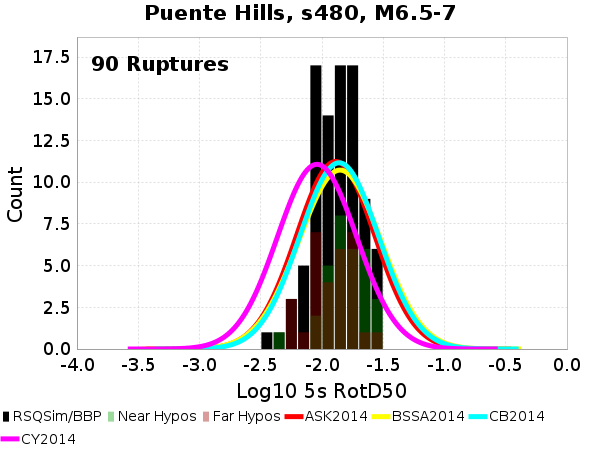 Puente Hills, s480, M6.5-7
90 Ruptures
Count
17.5
15.0
12.5
10.0
7.5
5.0
2.5
0.0
-4.0 -3.5 -3.0 -2.5 -2.0 -1.5 -1.0 -0.5 0.0
Log10 5s RotD50
RSQSim/BBP Near Hypos Far Hypos ASK2014 BSSA2014 CB2014
CY2014